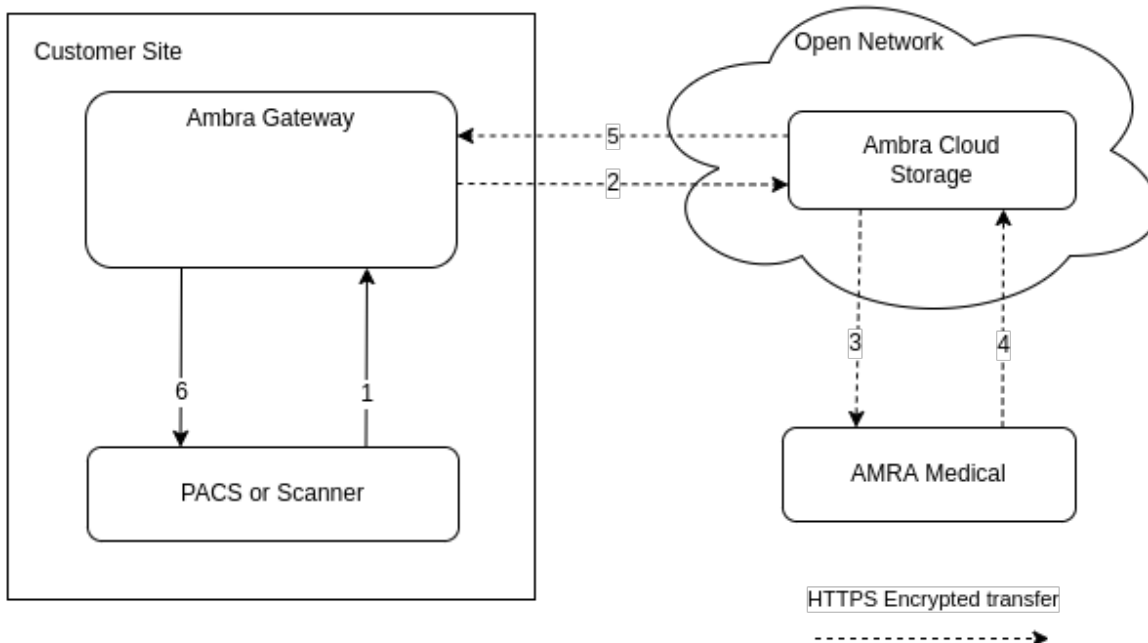 Customer Site
Open Network
Ambra Gateway
Ambra Cloud
Storage
5
2
3
4
6
1
PACS or Scanner
AMRA Medical
HTTPS Encrypted transfer